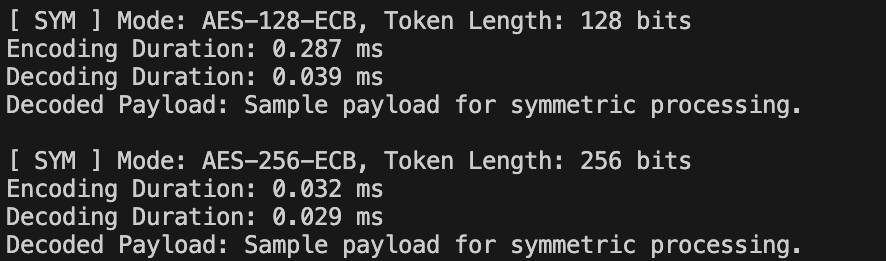 [ SYM ] Mode: AES-128-ECB, Token Length: 128 bits
Encoding Duration: 0.287 ms
Decoding Duration: 0.039 ms
Decoded Payload: Sample payload for symmetric processing.
[ SYM ] Mode: AES-256-ECB, Token Length: 256 bits
Encoding Duration: 0.032 ms
Decoding Duration: 0.029 ms
Decoded Payload: Sample payload for symmetric processing.